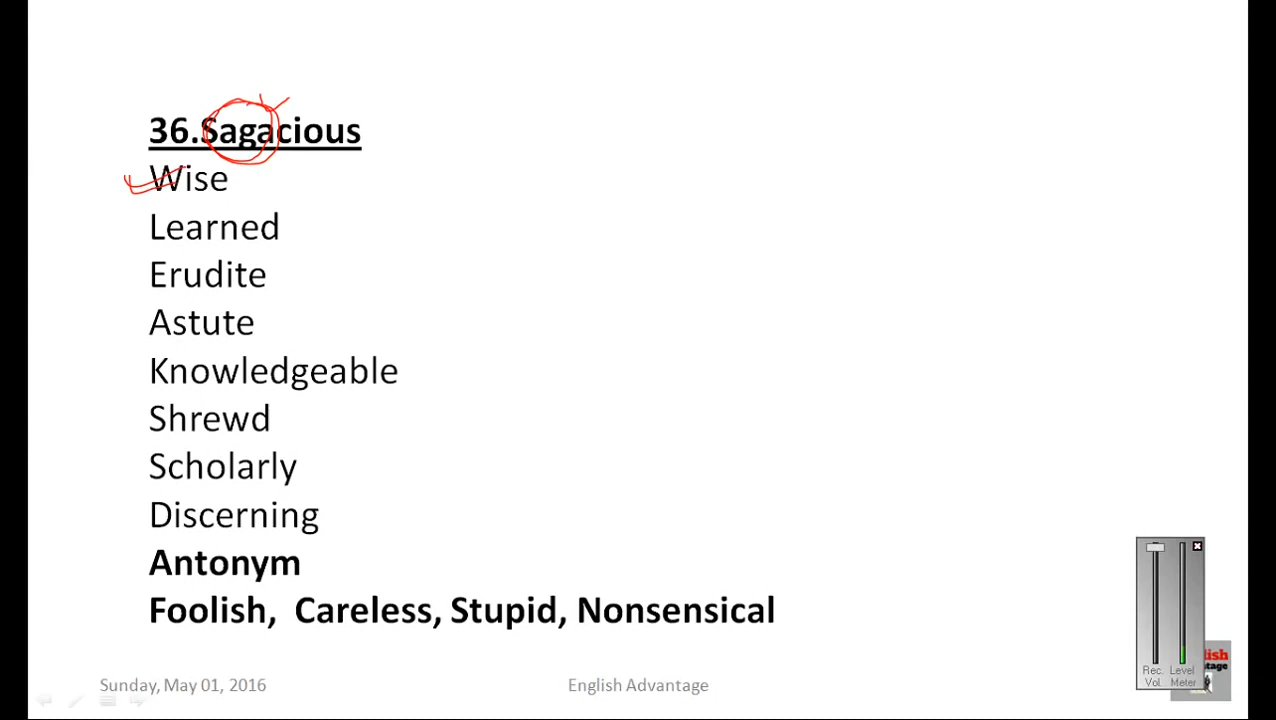 36.Sagacious
Wise
Learned
Erudite
Astute
Knowledgeable
Shrewd
Scholarly
Discerning
Antonym
Foolish, Careless, Stupid, Nonsensical
Rec. Level
Vol. Meter
Sunday, May 01, 2016 English Advantage